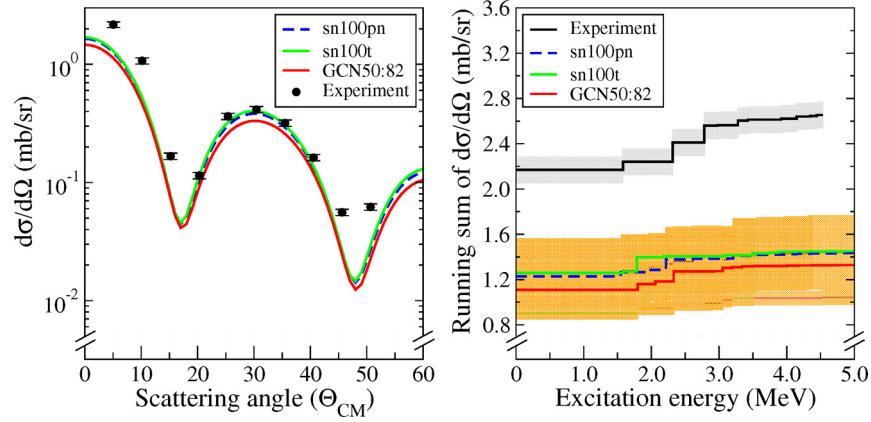 dσ/dΩ (mb/sr)
10⁰
10⁻¹
10⁻²
sn100pn
sn100t
GCN50:82
Experiment
0 10 20 30 40 50 60
Scattering angle (Θ_CM)
Running sum of dσ/dΩ (mb/sr)
3.6
3.2
2.8
2.4
2.0
1.6
1.2
0.8
Experiment
sn100pn
sn100t
GCN50:82
0 1.0 2.0 3.0 4.0 5.0
Excitation energy (MeV)